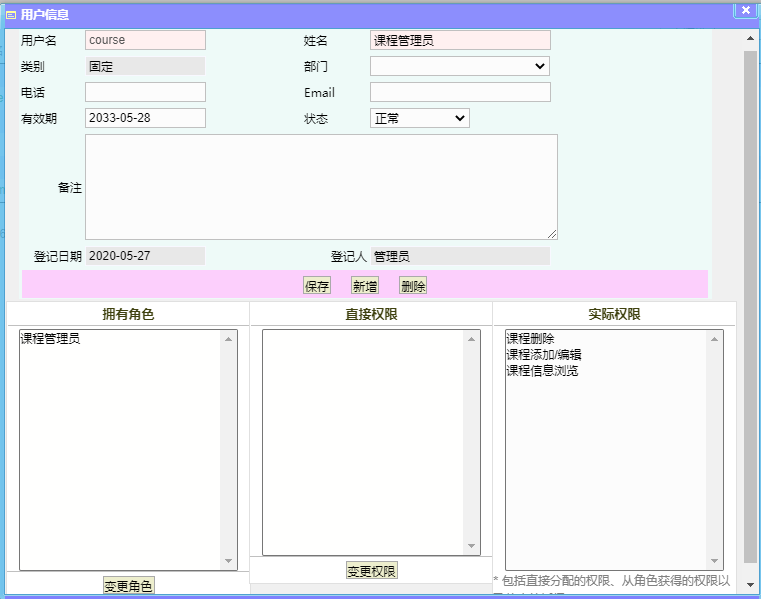 用户信息
用户名 course 姓名 课程管理员
类别 固定 部门
电话 Email
有效期 2033-05-28 状态 正常
备注
登记日期 2020-05-27 登记人 管理员
保存 新增 删除
拥有角色 直接权限 实际权限
课程管理员 课程删除
课程添加/编辑
课程信息浏览
变更角色 变更权限
* 包括直接分配的权限、从角色获得的权限以